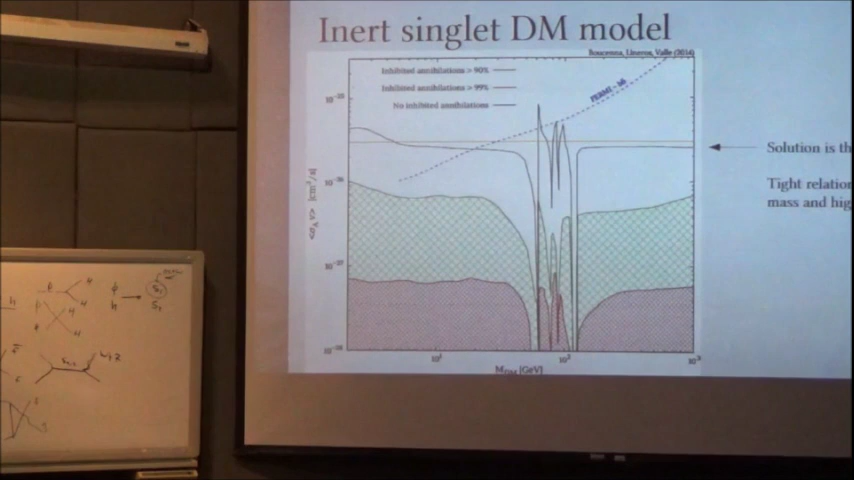 Inert singlet DM model
Boucenna, Lineros, Valle (2014)
Inhibited annihilations > 90%
Inhibited annihilations > 99%
No inhibited annihilations
FERMI - bb
10⁻²⁵
10⁻²⁶
10⁻²⁷
10⁻²⁸
[cm³/s]
10¹
10²
10³
M_DM [GeV]
Solution is th
Tight relation
mass and hig